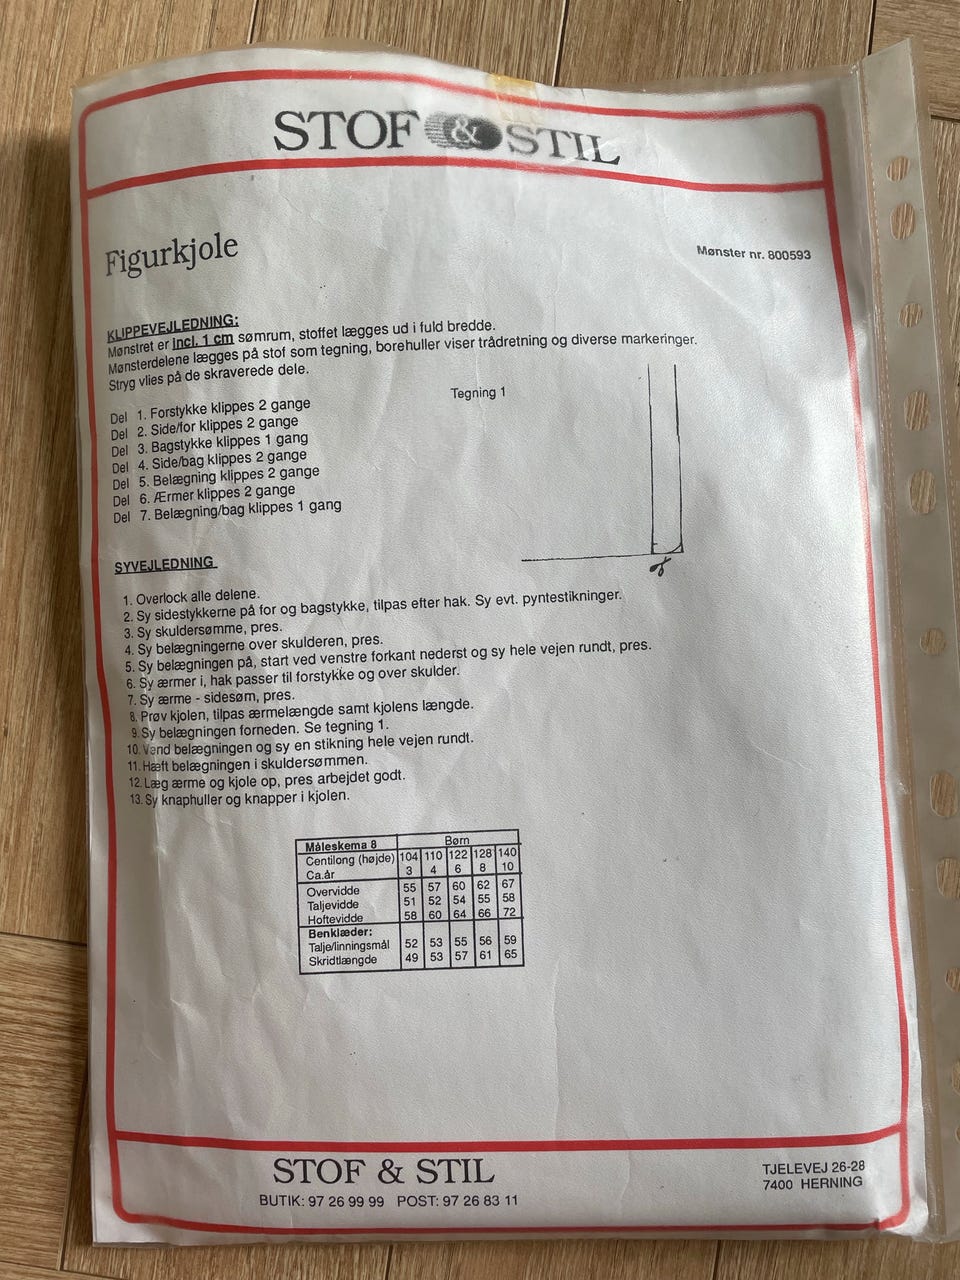 STOF & STIL
Figurkjole
Mønster nr. 800593
KLIPPEVEJLEDNING:
Mønstret er incl. 1 cm sømrum, stoffet lægges ud i fuld bredde.
Mønsterdelene lægges på stof som tegning, borehuller viser trådretning og diverse markeringer.
Stryg vlies på de skraverede dele.
Tegning 1
Del 1. Forstykke klippes 2 gange
Del 2. Side/for klippes 2 gange
Del 3. Bagstykke klippes 1 gang
Del 4. Side/bag klippes 2 gange
Del 5. Belægning klippes 2 gange
Del 6. Ærmer klippes 2 gange
Del 7. Belægning/bag klippes 1 gang
SYVEJLEDNING
1. Overlock alle delene.
2. Sy sidestykkerne på for og bagstykke, tilpas efter hak. Sy evt. pyntestikninger.
3. Sy skuldersømme, pres.
4. Sy belægningerne over skulderen, pres.
5. Sy belægningen på, start ved venstre forkant nederst og sy hele vejen rundt, pres.
6. Sy ærmer i, hak passer til forstykke og over skulder.
7. Sy ærme - sidesøm, pres.
8. Prøv kjolen, tilpas ærmelængde samt kjolens længde.
9. Sy belægningen forneden. Se tegning 1.
10. Vend belægningen og sy en stikning hele vejen rundt.
11. Hæft belægningen i skuldersømmen.
12. Læg ærme og kjole op, pres arbejdet godt.
13. Sy knaphuller og knapper i kjolen.
Måleskema 8 Børn
Centilong (højde) 104 110 122 128 140
Ca.år 3 4 6 8 10
Overvidde 55 57 60 62 67
Taljevidde 51 52 54 55 58
Hoftevidde 58 60 64 66 72
Benklæder:
Talje/linningsmål 52 53 55 56 59
Skridtlængde 49 53 57 61 65
STOF & STIL
BUTIK: 97 26 99 99 POST: 97 26 83 11
TJELEVEJ 26-28
7400 HERNING